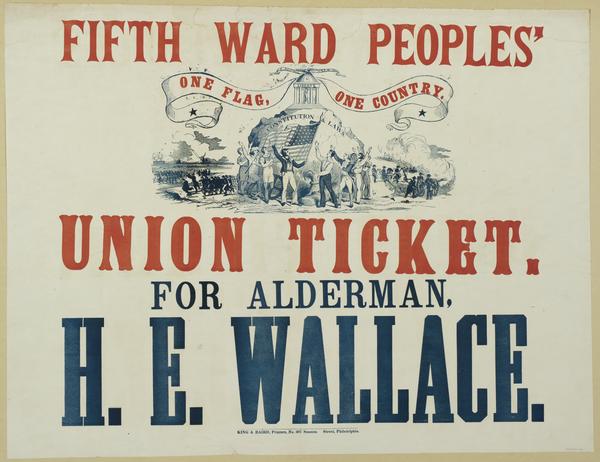 FIFTH WARD PEOPLES'
ONE FLAG, ONE COUNTRY.
CONSTITUTION & LAWS
UNION TICKET.
FOR ALDERMAN,
H. E. WALLACE.
KING & BAIRD, Printers, No. 607 Sansom Street, Philadelphia.